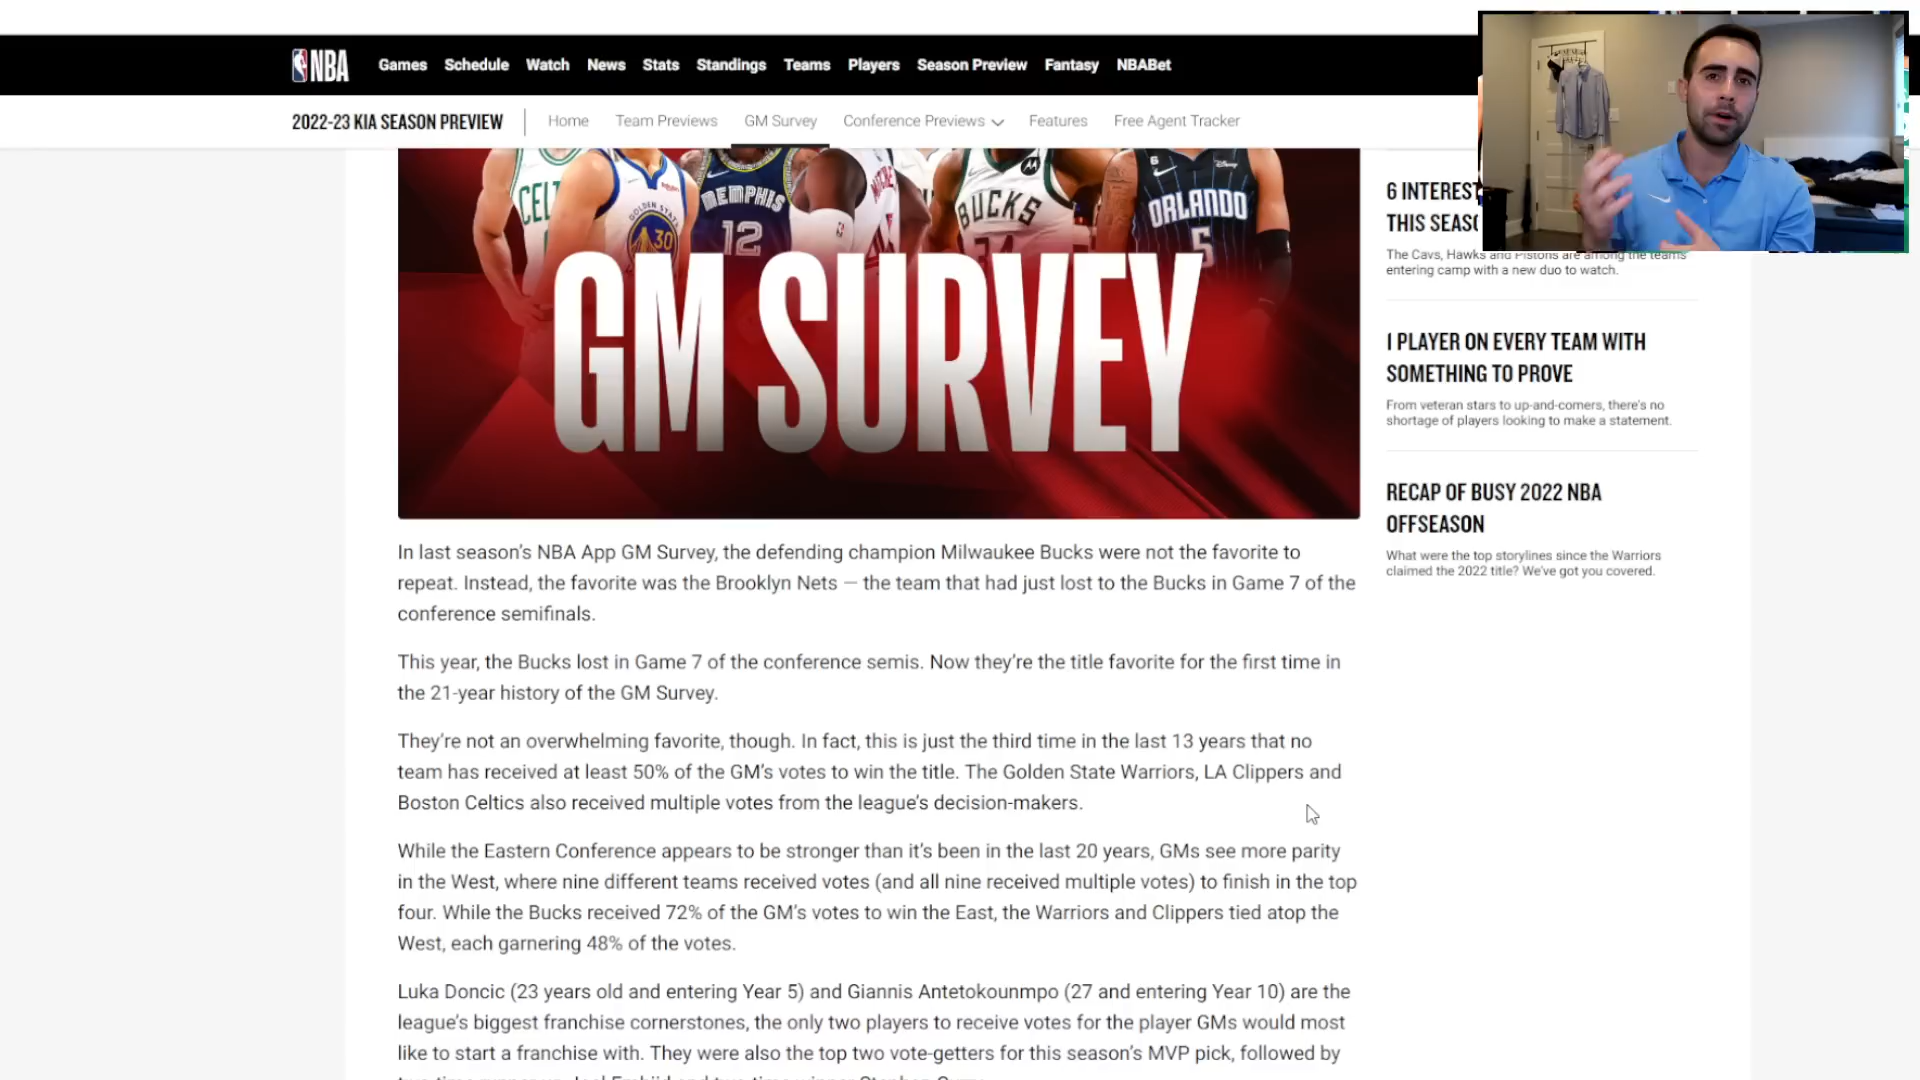 NBA
Games Schedule Watch News Stats Standings Teams Players Season Preview Fantasy NBABet
2022-23 KIA SEASON PREVIEW Home Team Previews GM Survey Conference Previews Features Free Agent Tracker
CEL
GOLDEN STATE
30
MEMPHIS
12
BUCKS
6
Disney
ORLANDO
5
GM SURVEY
In last season's NBA App GM Survey, the defending champion Milwaukee Bucks were not the favorite to
repeat. Instead, the favorite was the Brooklyn Nets — the team that had just lost to the Bucks in Game 7 of the
conference semifinals.
This year, the Bucks lost in Game 7 of the conference semis. Now they're the title favorite for the first time in
the 21-year history of the GM Survey.
They're not an overwhelming favorite, though. In fact, this is just the third time in the last 13 years that no
team has received at least 50% of the GM's votes to win the title. The Golden State Warriors, LA Clippers and
Boston Celtics also received multiple votes from the league's decision-makers.
While the Eastern Conference appears to be stronger than it's been in the last 20 years, GMs see more parity
in the West, where nine different teams received votes (and all nine received multiple votes) to finish in the top
four. While the Bucks received 72% of the GM's votes to win the East, the Warriors and Clippers tied atop the
West, each garnering 48% of the votes.
Luka Doncic (23 years old and entering Year 5) and Giannis Antetokounmpo (27 and entering Year 10) are the
league's biggest franchise cornerstones, the only two players to receive votes for the player GMs would most
like to start a franchise with. They were also the top two vote-getters for this season's MVP pick, followed by
6 INTEREST
THIS SEAS
The Cavs, Hawks and Pistons are among the teams
entering camp with a new duo to watch.
1 PLAYER ON EVERY TEAM WITH
SOMETHING TO PROVE
From veteran stars to up-and-comers, there's no
shortage of players looking to make a statement.
RECAP OF BUSY 2022 NBA
OFFSEASON
What were the top storylines since the Warriors
claimed the 2022 title? We've got you covered.